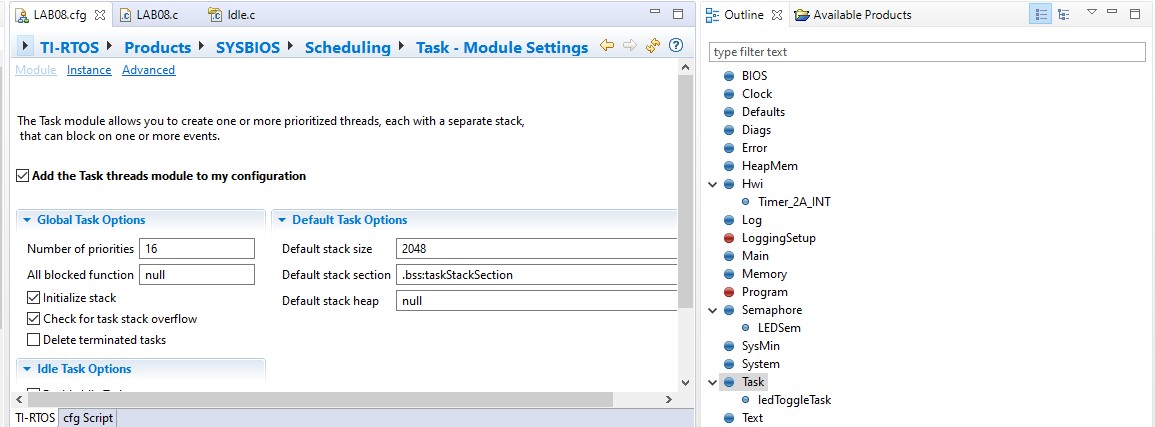 LAB08.cfg
LAB08.c
Idle.c
TI-RTOS
Products
SYSBIOS
Scheduling
Task - Module Settings
Module
Instance
Advanced
The Task module allows you to create one or more prioritized threads, each with a separate stack,
that can block on one or more events.
Add the Task threads module to my configuration
Global Task Options
Number of priorities
16
All blocked function
null
Initialize stack
Check for task stack overflow
Delete terminated tasks
Idle Task Options
Default Task Options
Default stack size
2048
Default stack section
.bss:taskStackSection
Default stack heap
null
TI-RTOS
cfg Script
Outline
Available Products
type filter text
BIOS
Clock
Defaults
Diags
Error
HeapMem
Hwi
Timer_2A_INT
Log
LoggingSetup
Main
Memory
Program
Semaphore
LEDSem
SysMin
System
Task
ledToggleTask
Text